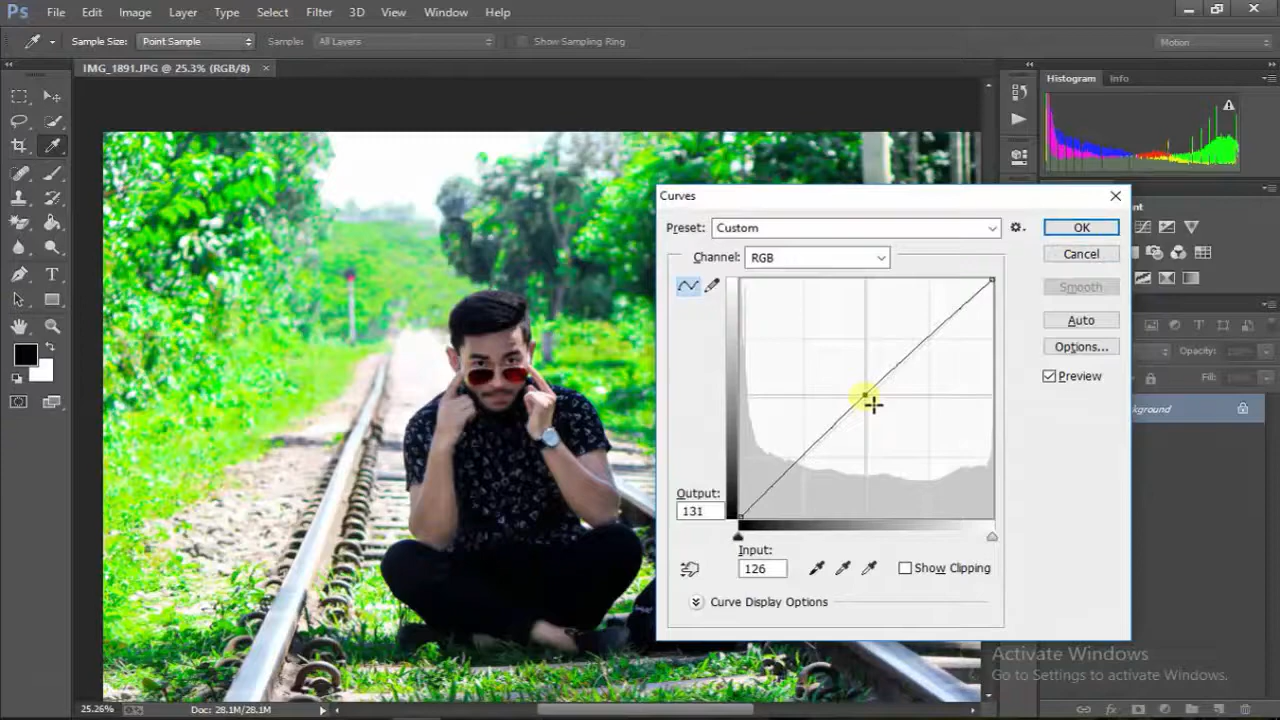 Ps File Edit Image Layer Type Select Filter 3D View Window Help
Sample Size: Point Sample Sample: All Layers Show Sampling Ring Motion
IMG_1891.JPG @ 25.3% (RGB/8) ×
Histogram Info
Curves
Preset: Custom
OK
Channel: RGB
Cancel
Smooth
Auto
Opacity:
Options...
Preview
Fill:
kground
Output:
131
Input:
126
Show Clipping
Curve Display Options
Activate Windows
Go to Settings to activate Windows.
25.26% Doc: 28.1M/28.1M